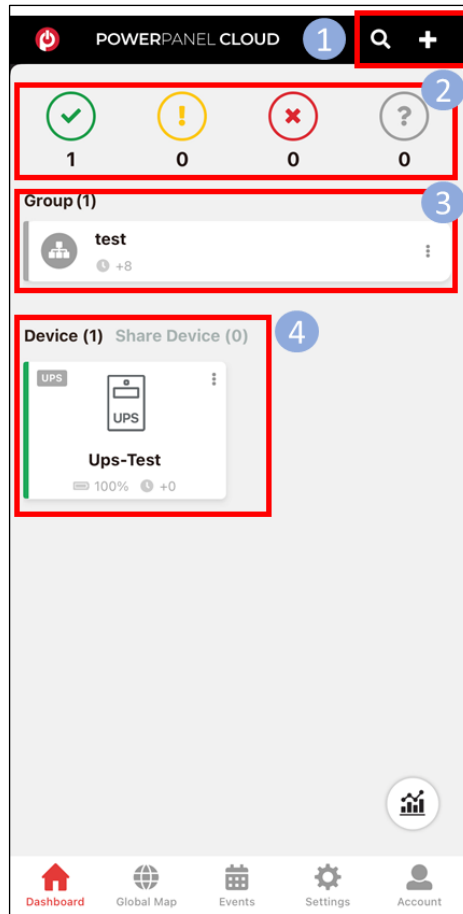 POWERPANEL CLOUD
1
2
1 0 0 0
3
Group (1)
test
+8
4
Device (1) Share Device (0)
UPS
UPS
Ups-Test
100% +0
Dashboard Global Map Events Settings Account